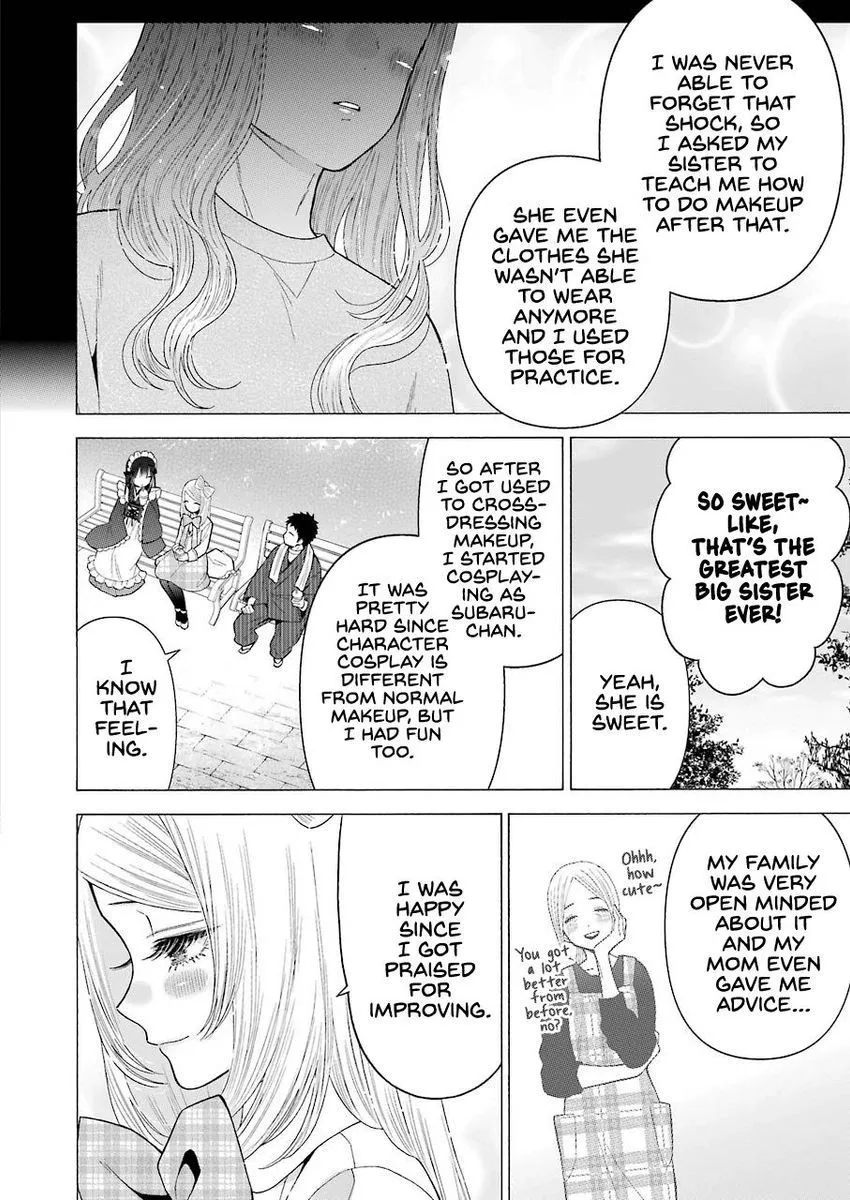 I WAS NEVER
ABLE TO
FORGET THAT
SHOCK, SO
I ASKED MY
SISTER TO
TEACH ME HOW
TO DO MAKEUP
AFTER THAT.
SHE EVEN
GAVE ME THE
CLOTHES SHE
WASN'T ABLE
TO WEAR
ANYMORE
AND I USED
THOSE FOR
PRACTICE.
SO SWEET~
LIKE,
THAT'S THE
GREATEST
BIG SISTER
EVER!
YEAH,
SHE IS
SWEET.
SO AFTER
I GOT USED
TO CROSS-
DRESSING
MAKEUP,
I STARTED
COSPLAY-
ING AS
SUBARU-
CHAN.
IT WAS
PRETTY
HARD SINCE
CHARACTER
COSPLAY IS
DIFFERENT
FROM NORMAL
MAKEUP, BUT
I HAD FUN
TOO.
I
KNOW
THAT
FEEL-
ING.
MY FAMILY
WAS VERY
OPEN MINDED
ABOUT IT
AND MY
MOM EVEN
GAVE ME
ADVICE...
Ohhh,
how
cute~
You got
a lot
better
from
before,
no?
I WAS
HAPPY
SINCE
I GOT
PRAISED
FOR
IMPROVING.